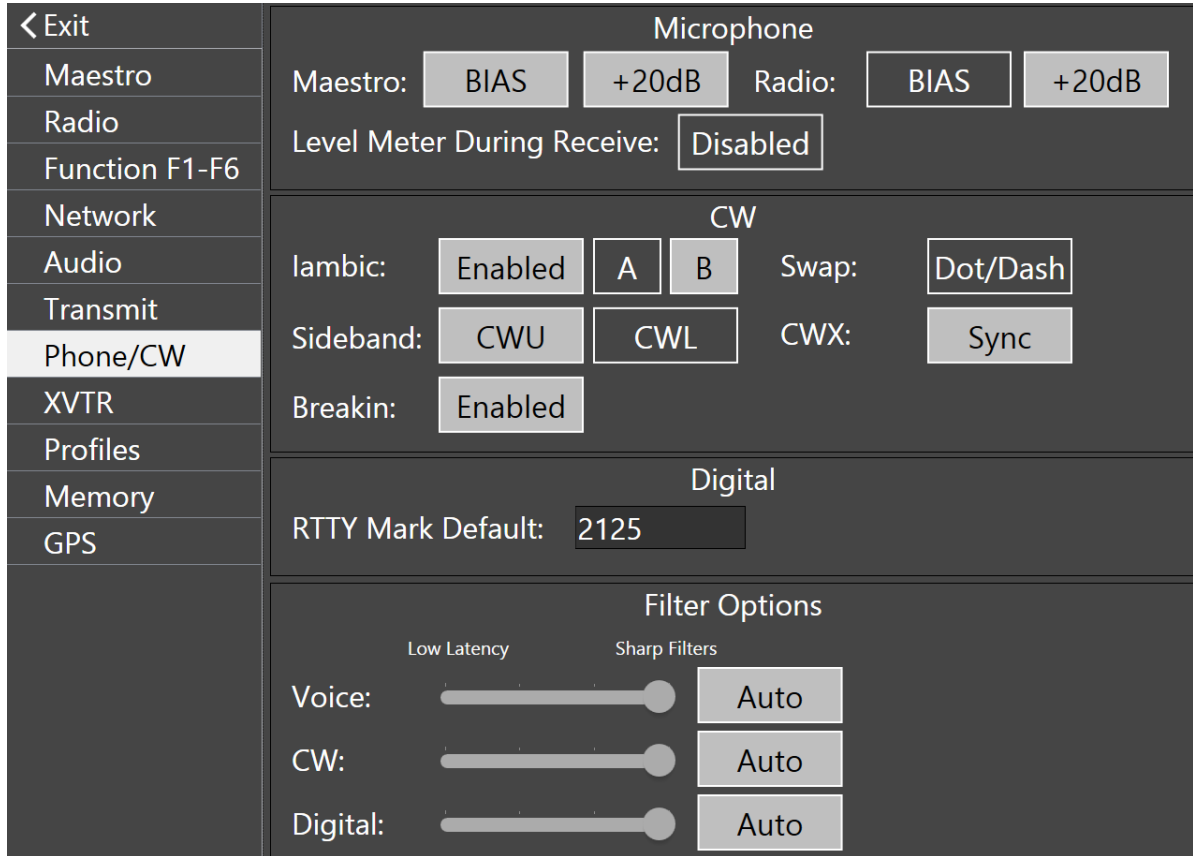 Exit
Maestro
Radio
Function F1-F6
Network
Audio
Transmit
Phone/CW
XVTR
Profiles
Memory
GPS
Microphone
Maestro: BIAS +20dB Radio: BIAS +20dB
Level Meter During Receive: Disabled
CW
Iambic: Enabled A B Swap: Dot/Dash
Sideband: CWU CWL CWX: Sync
Breakin: Enabled
Digital
RTTY Mark Default: 2125
Filter Options
Low Latency Sharp Filters
Voice: Auto
CW: Auto
Digital: Auto